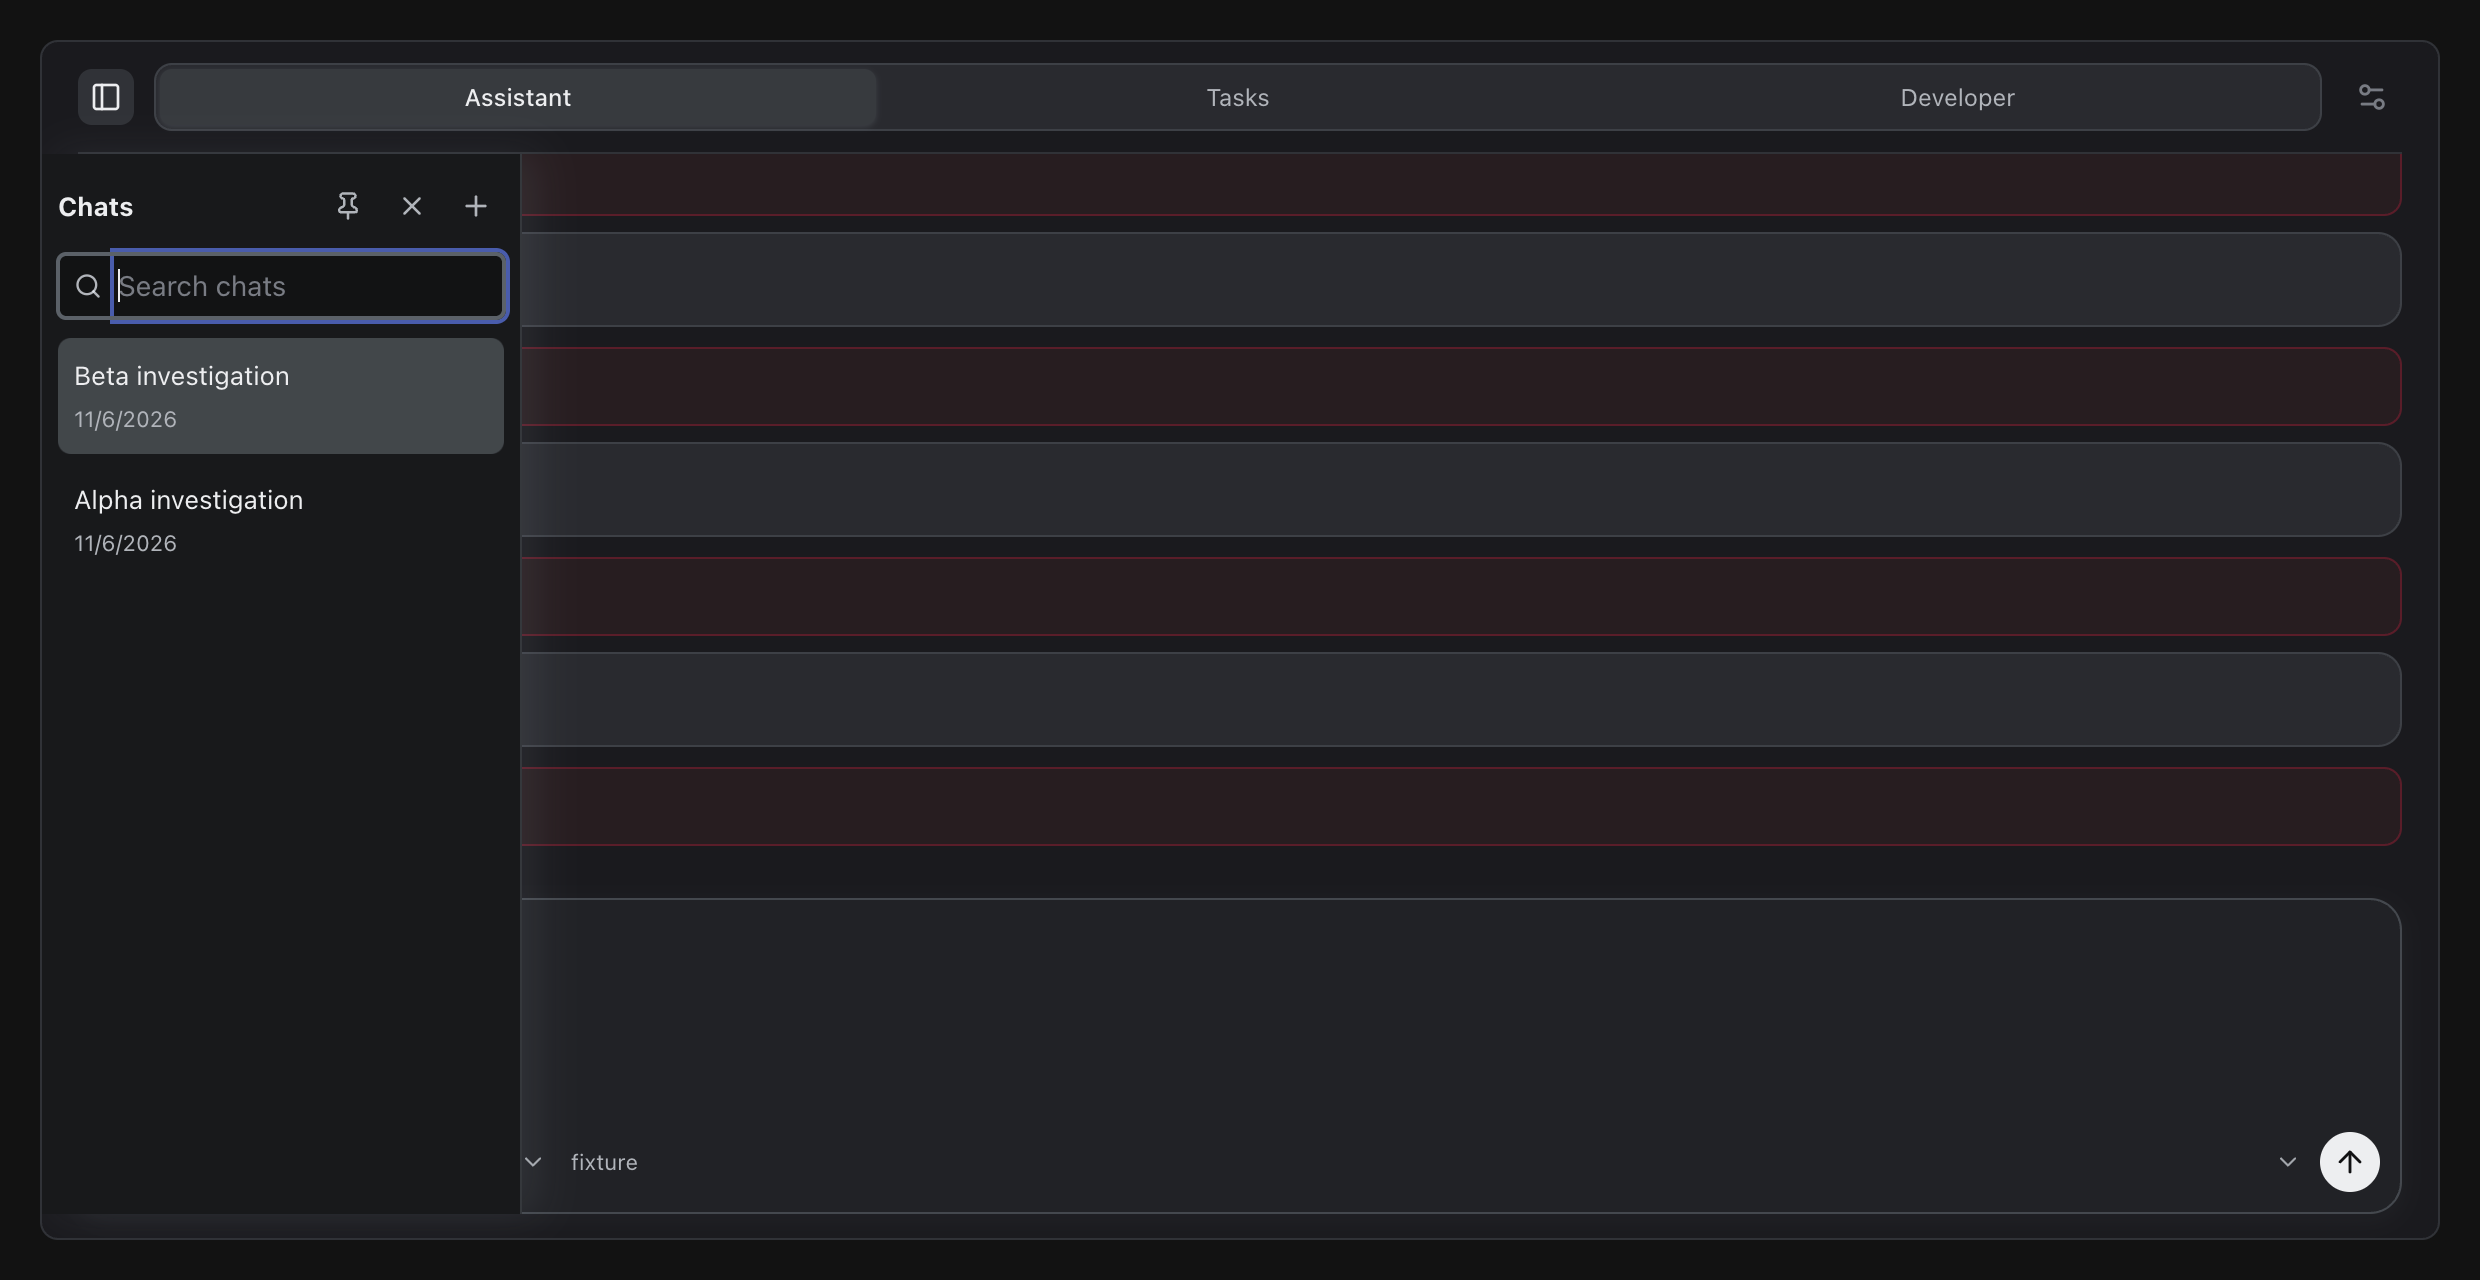 Assistant
Tasks
Developer
Chats
Search chats
Beta investigation
11/6/2026
Alpha investigation
11/6/2026
fixture